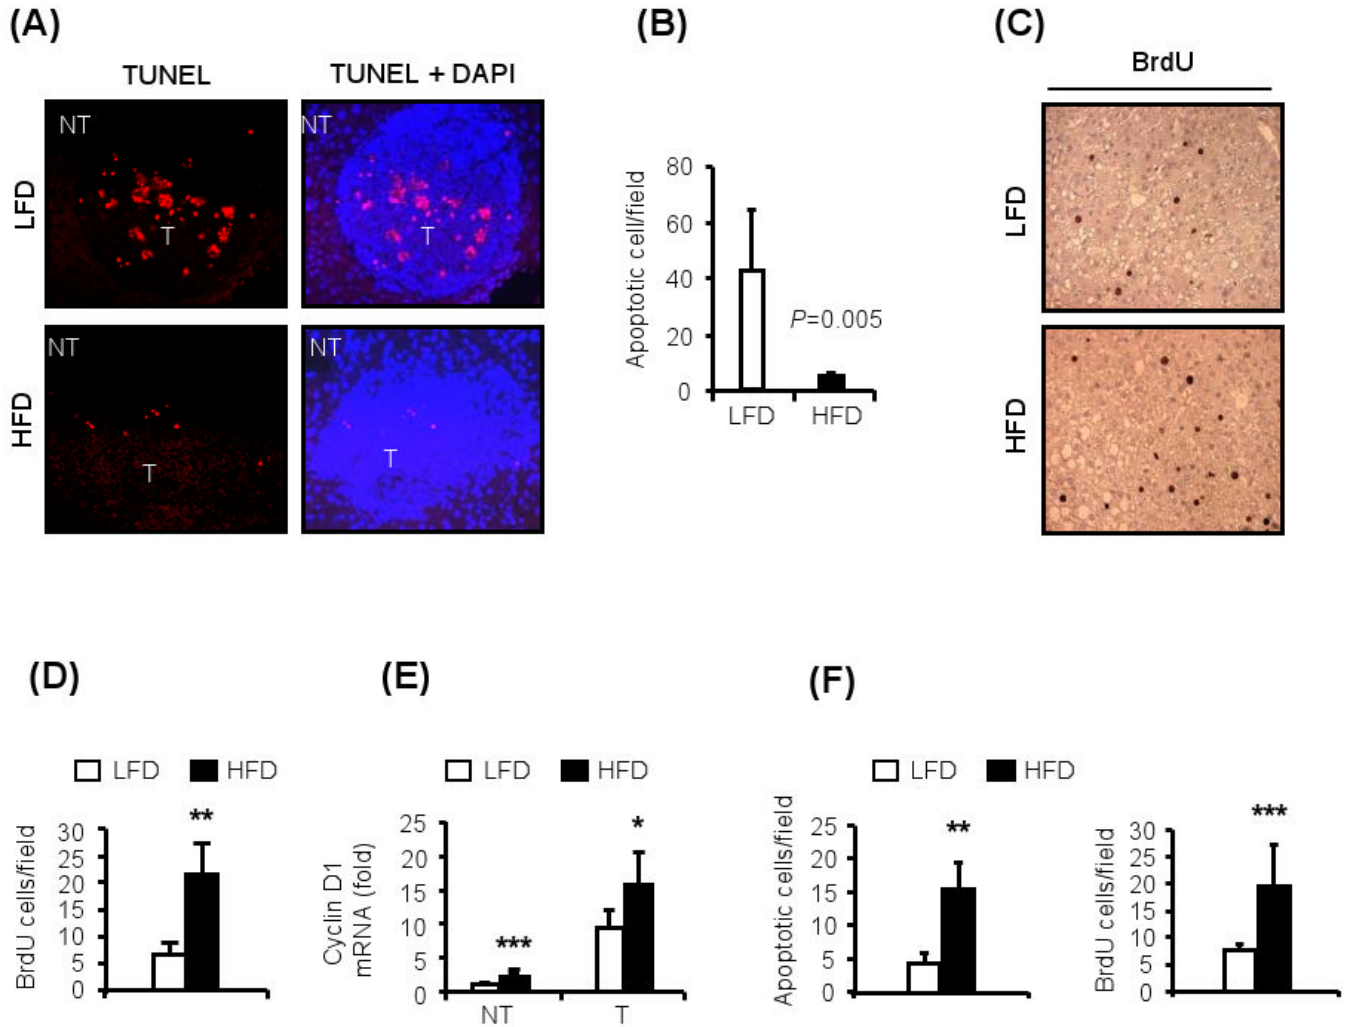 (A)
TUNEL
TUNEL + DAPI
LFD
NT
T
NT
T
HFD
NT
T
NT
T
(B)
Apoptotic cell/field
80
60
40
20
0
P=0.005
LFD
HFD
(C)
BrdU
LFD
HFD
(D)
LFD
HFD
BrdU cells/field
30
25
20
15
10
5
0
**
(E)
LFD
HFD
Cyclin D1
mRNA (fold)
25
20
15
10
5
0
***
*
NT
T
(F)
LFD
HFD
Apoptotic cells/field
25
20
15
10
5
0
**
BrdU cells/field
30
25
20
15
10
5
0
***